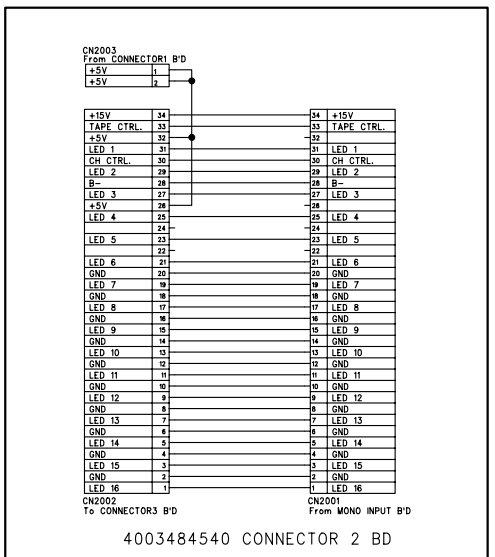 CN2003
From CONNECTOR1 B'D
+5V 1
+5V 2
+15V 34 34 +15V
TAPE CTRL. 33 33 TAPE CTRL.
+5V 32 32
LED 1 31 31 LED 1
CH CTRL. 30 30 CH CTRL.
LED 2 29 29 LED 2
B- 28 28 B-
LED 3 27 27 LED 3
+5V 26 26
LED 4 25 25 LED 4
24 24
LED 5 23 23 LED 5
22 22
LED 6 21 21 LED 6
GND 20 20 GND
LED 7 19 19 LED 7
GND 18 18 GND
LED 8 17 17 LED 8
GND 16 16 GND
LED 9 15 15 LED 9
GND 14 14 GND
LED 10 13 13 LED 10
GND 12 12 GND
LED 11 11 11 LED 11
GND 10 10 GND
LED 12 9 9 LED 12
GND 8 8 GND
LED 13 7 7 LED 13
GND 6 6 GND
LED 14 5 5 LED 14
GND 4 4 GND
LED 15 3 3 LED 15
GND 2 2 GND
LED 16 1 1 LED 16
CN2002 CN2001
To CONNECTOR3 B'D From MONO INPUT B'D
4003484540 CONNECTOR 2 BD